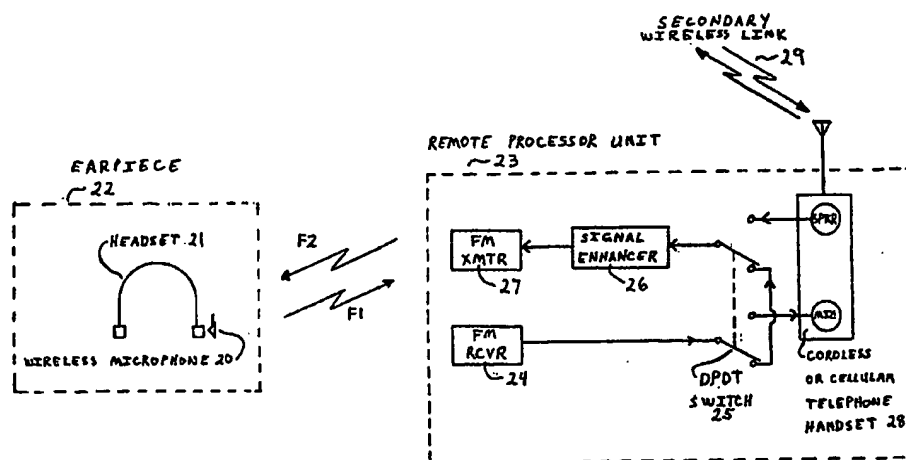 SECONDARY
WIRELESS LINK
29
REMOTE PROCESSOR UNIT
23
EARPIECE
22
HEADSET 21
F2
F1
WIRELESS MICROPHONE 20
FM
XMTR
27
SIGNAL
ENHANCER
26
SPKR
FM
RCVR
24
DPDT
SWITCH
25
CORDLESS
OR CELLULAR
TELEPHONE
HANDSET 28